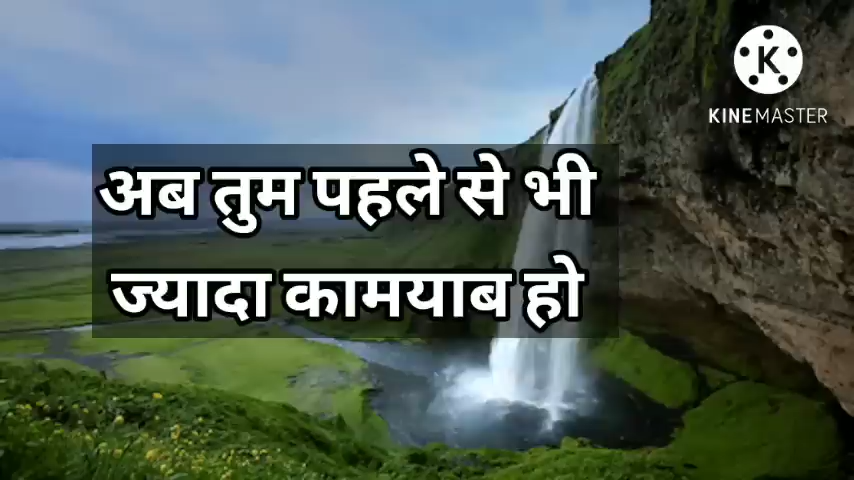 K
KINEMASTER
अब तुम पहले से भी
ज्यादा कामयाब हो